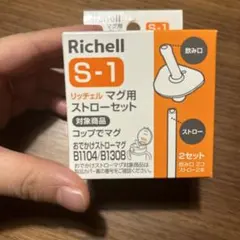 Richell
Richell
S-1
リッチェル マグ用
ストローセット
対象商品
コップでマグ
おでかけストローマグ
B1104/B1308
飲み口
ストロー
2セット